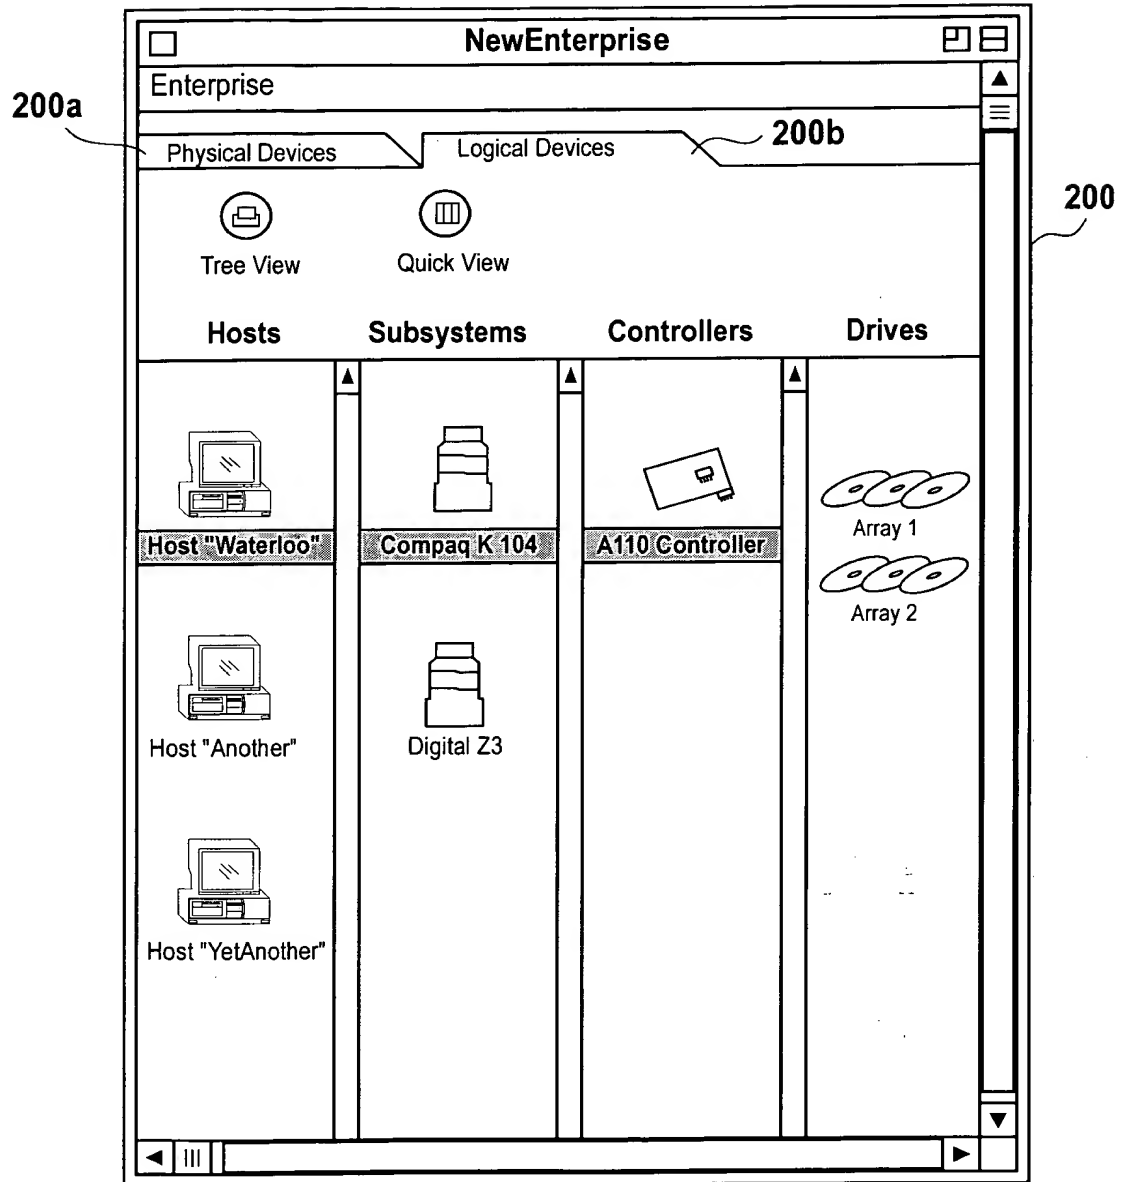 NewEnterprise
Enterprise
200a
Physical Devices
Logical Devices
200b
200
Tree View
Quick View
Hosts
Subsystems
Controllers
Drives
Host "Waterloo"
Compaq K 104
A110 Controller
Array 1
Array 2
Host "Another"
Digital Z3
Host "YetAnother"